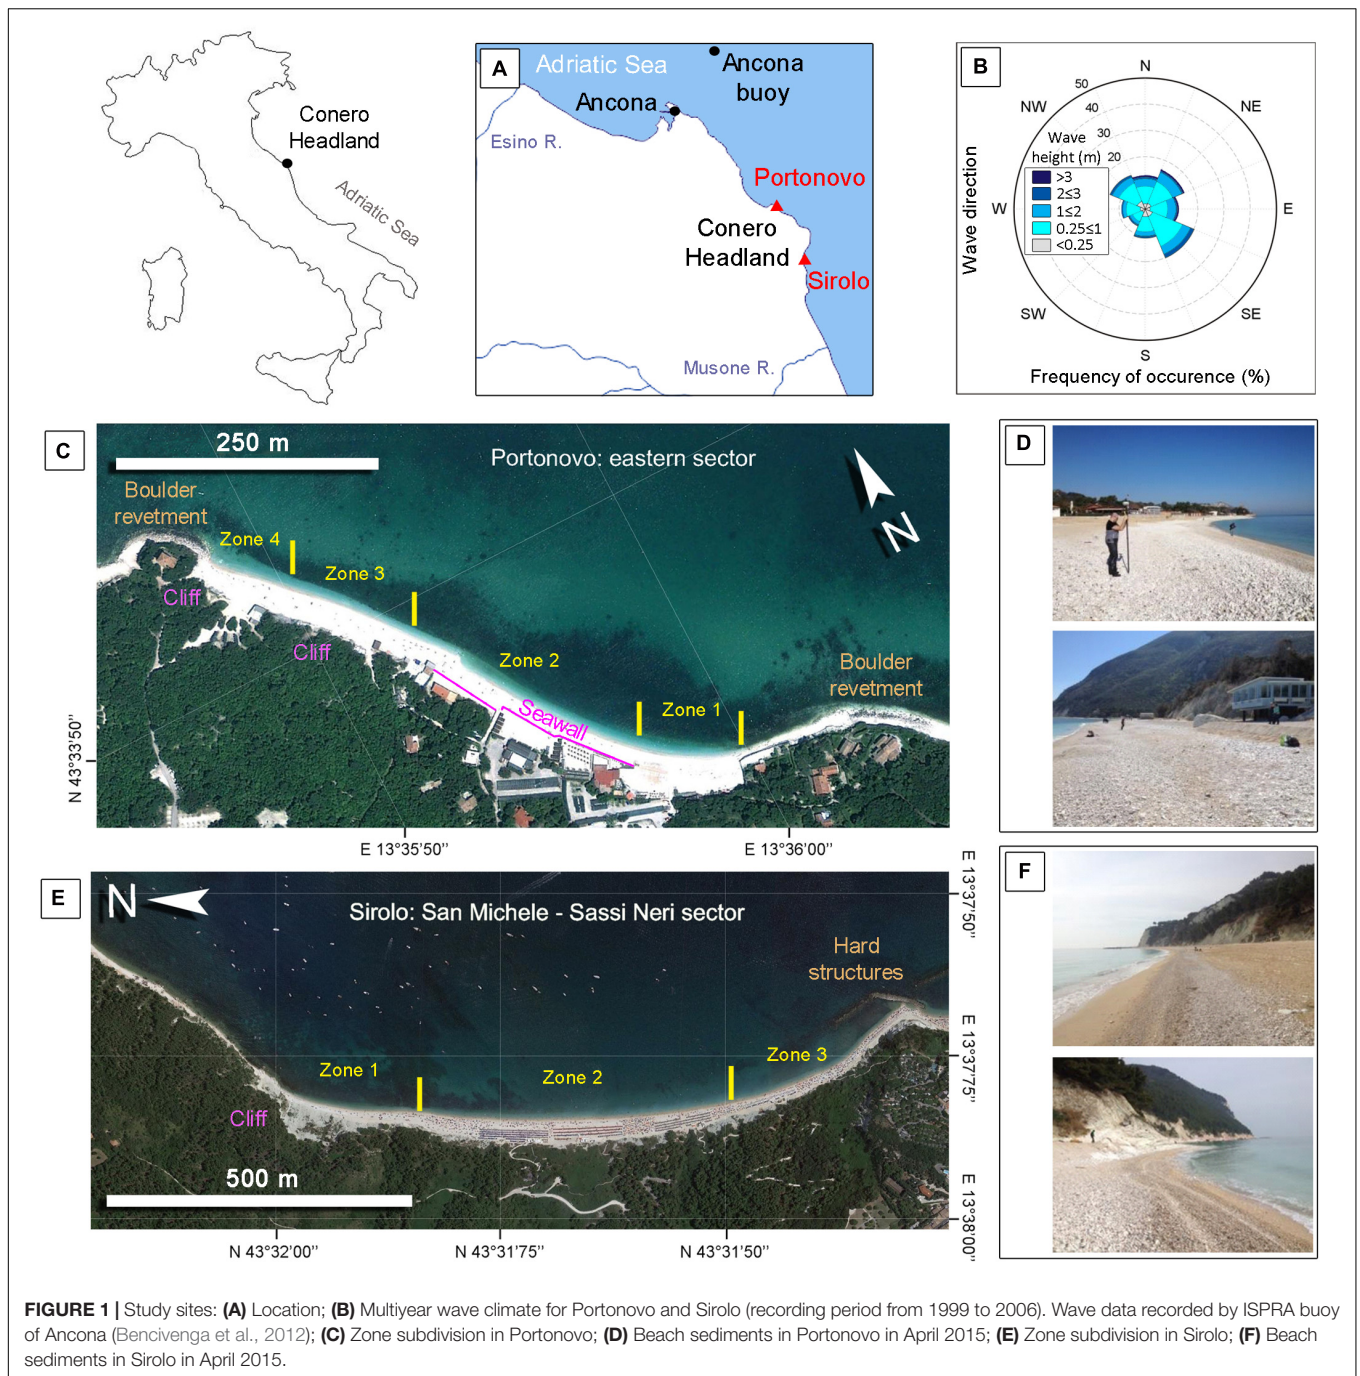 Conero
Headland
Adriatic Sea
A
Adriatic Sea
Ancona
buoy
Ancona
Esino R.
Portonovo
Conero
Headland
Sirolo
Musone R.
B
N
50
40
30
20
NW
NE
Wave
height (m)
>3
2≤3
1≤2
0.25≤1
<0.25
Wave direction
W
E
SW
SE
S
Frequency of occurence (%)
C
250 m
Portonovo: eastern sector
N
Boulder
revetment
Zone 4
Zone 3
Cliff
Cliff
Zone 2
Zone 1
Seawall
Boulder
revetment
N 43°33'50''
E 13°35'50''
E 13°36'00''
D
E
N
Sirolo: San Michele - Sassi Neri sector
Hard
structures
Zone 1
Zone 2
Zone 3
Cliff
500 m
N 43°32'00''
N 43°31'75''
N 43°31'50''
E 13°37'50''
E 13°37'75''
E 13°38'00''
F
FIGURE 1 | Study sites: (A) Location; (B) Multiyear wave climate for Portonovo and Sirolo (recording period from 1999 to 2006). Wave data recorded by ISPRA buoy
of Ancona (Bencivenga et al., 2012); (C) Zone subdivision in Portonovo; (D) Beach sediments in Portonovo in April 2015; (E) Zone subdivision in Sirolo; (F) Beach
sediments in Sirolo in April 2015.